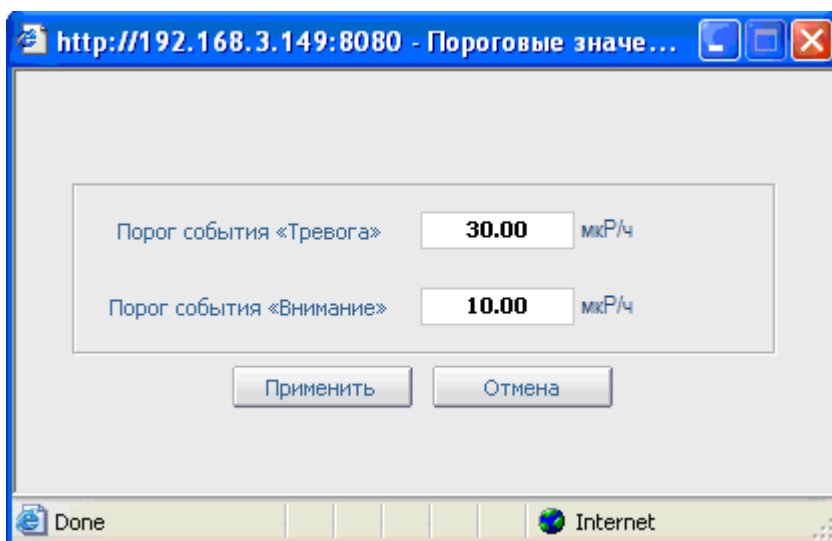 http://192.168.3.149:8080 - Пороговые значе...
Порог события «Тревога» 30.00 мкР/ч
Порог события «Внимание» 10.00 мкР/ч
Применить Отмена
Done Internet